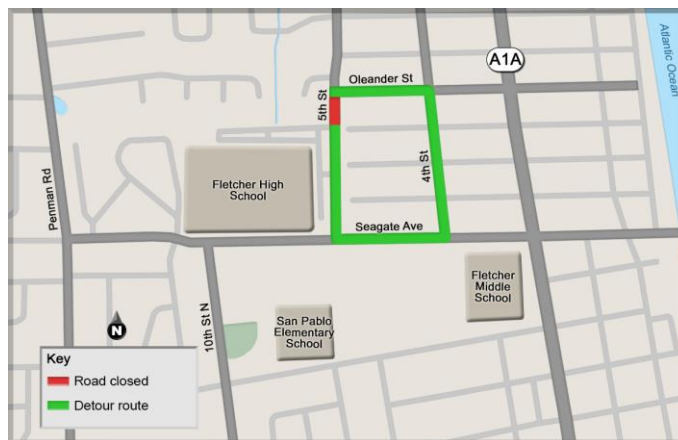 Atlantic Ocean
A1A
Oleander St
5th St
4th St
Penman Rd
Fletcher High
School
Seagate Ave
Fletcher
Middle
School
10th St N
San Pablo
Elementary
School
N
Key
Road closed
Detour route